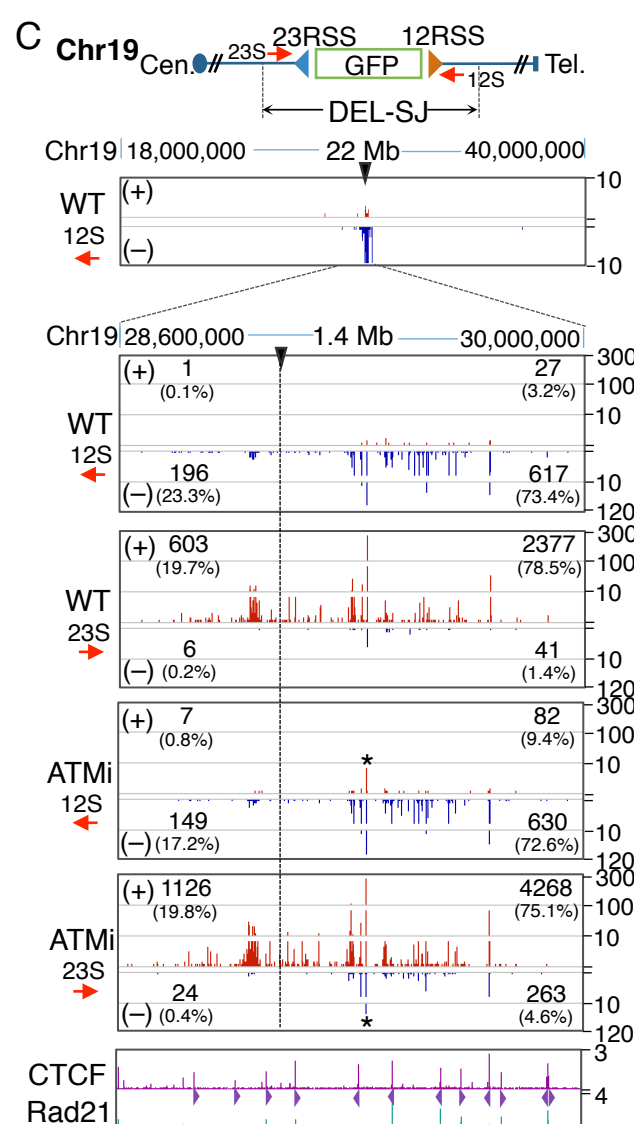 C Chr19 Cen. 23S 23RSS GFP 12RSS 12S Tel.
DEL-SJ
Chr19 18,000,000 22 Mb 40,000,000
WT 12S (+) (–) 10 = -10
Chr19 28,600,000 1.4 Mb 30,000,000
(+) 1 27 300
(0.1%) (3.2%) 100
WT 10
12S =
196 617 10
(–) (23.3%) (73.4%) 120
(+) 603 2377 300
(19.7%) (78.5%) 100
WT 10
23S =
6 41 10
(–) (0.2%) (1.4%) 120
(+) 7 82 300
(0.8%) (9.4%) 100
ATMi * 10
12S =
149 630 10
(–) (17.2%) (72.6%) 120
(+) 1126 4268 300
(19.8%) (75.1%) 100
ATMi 10
23S =
24 263 10
(–) (0.4%) * (4.6%) 120
CTCF 3
Rad21 4